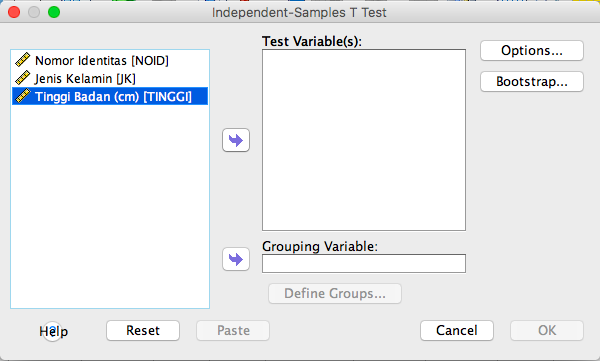 Independent-Samples T Test
Test Variable(s):
Nomor Identitas [NOID]
Jenis Kelamin [JK]
Tinggi Badan (cm) [TINGGI]
Options...
Bootstrap...
Grouping Variable:
Define Groups...
Help
Reset
Paste
Cancel
OK